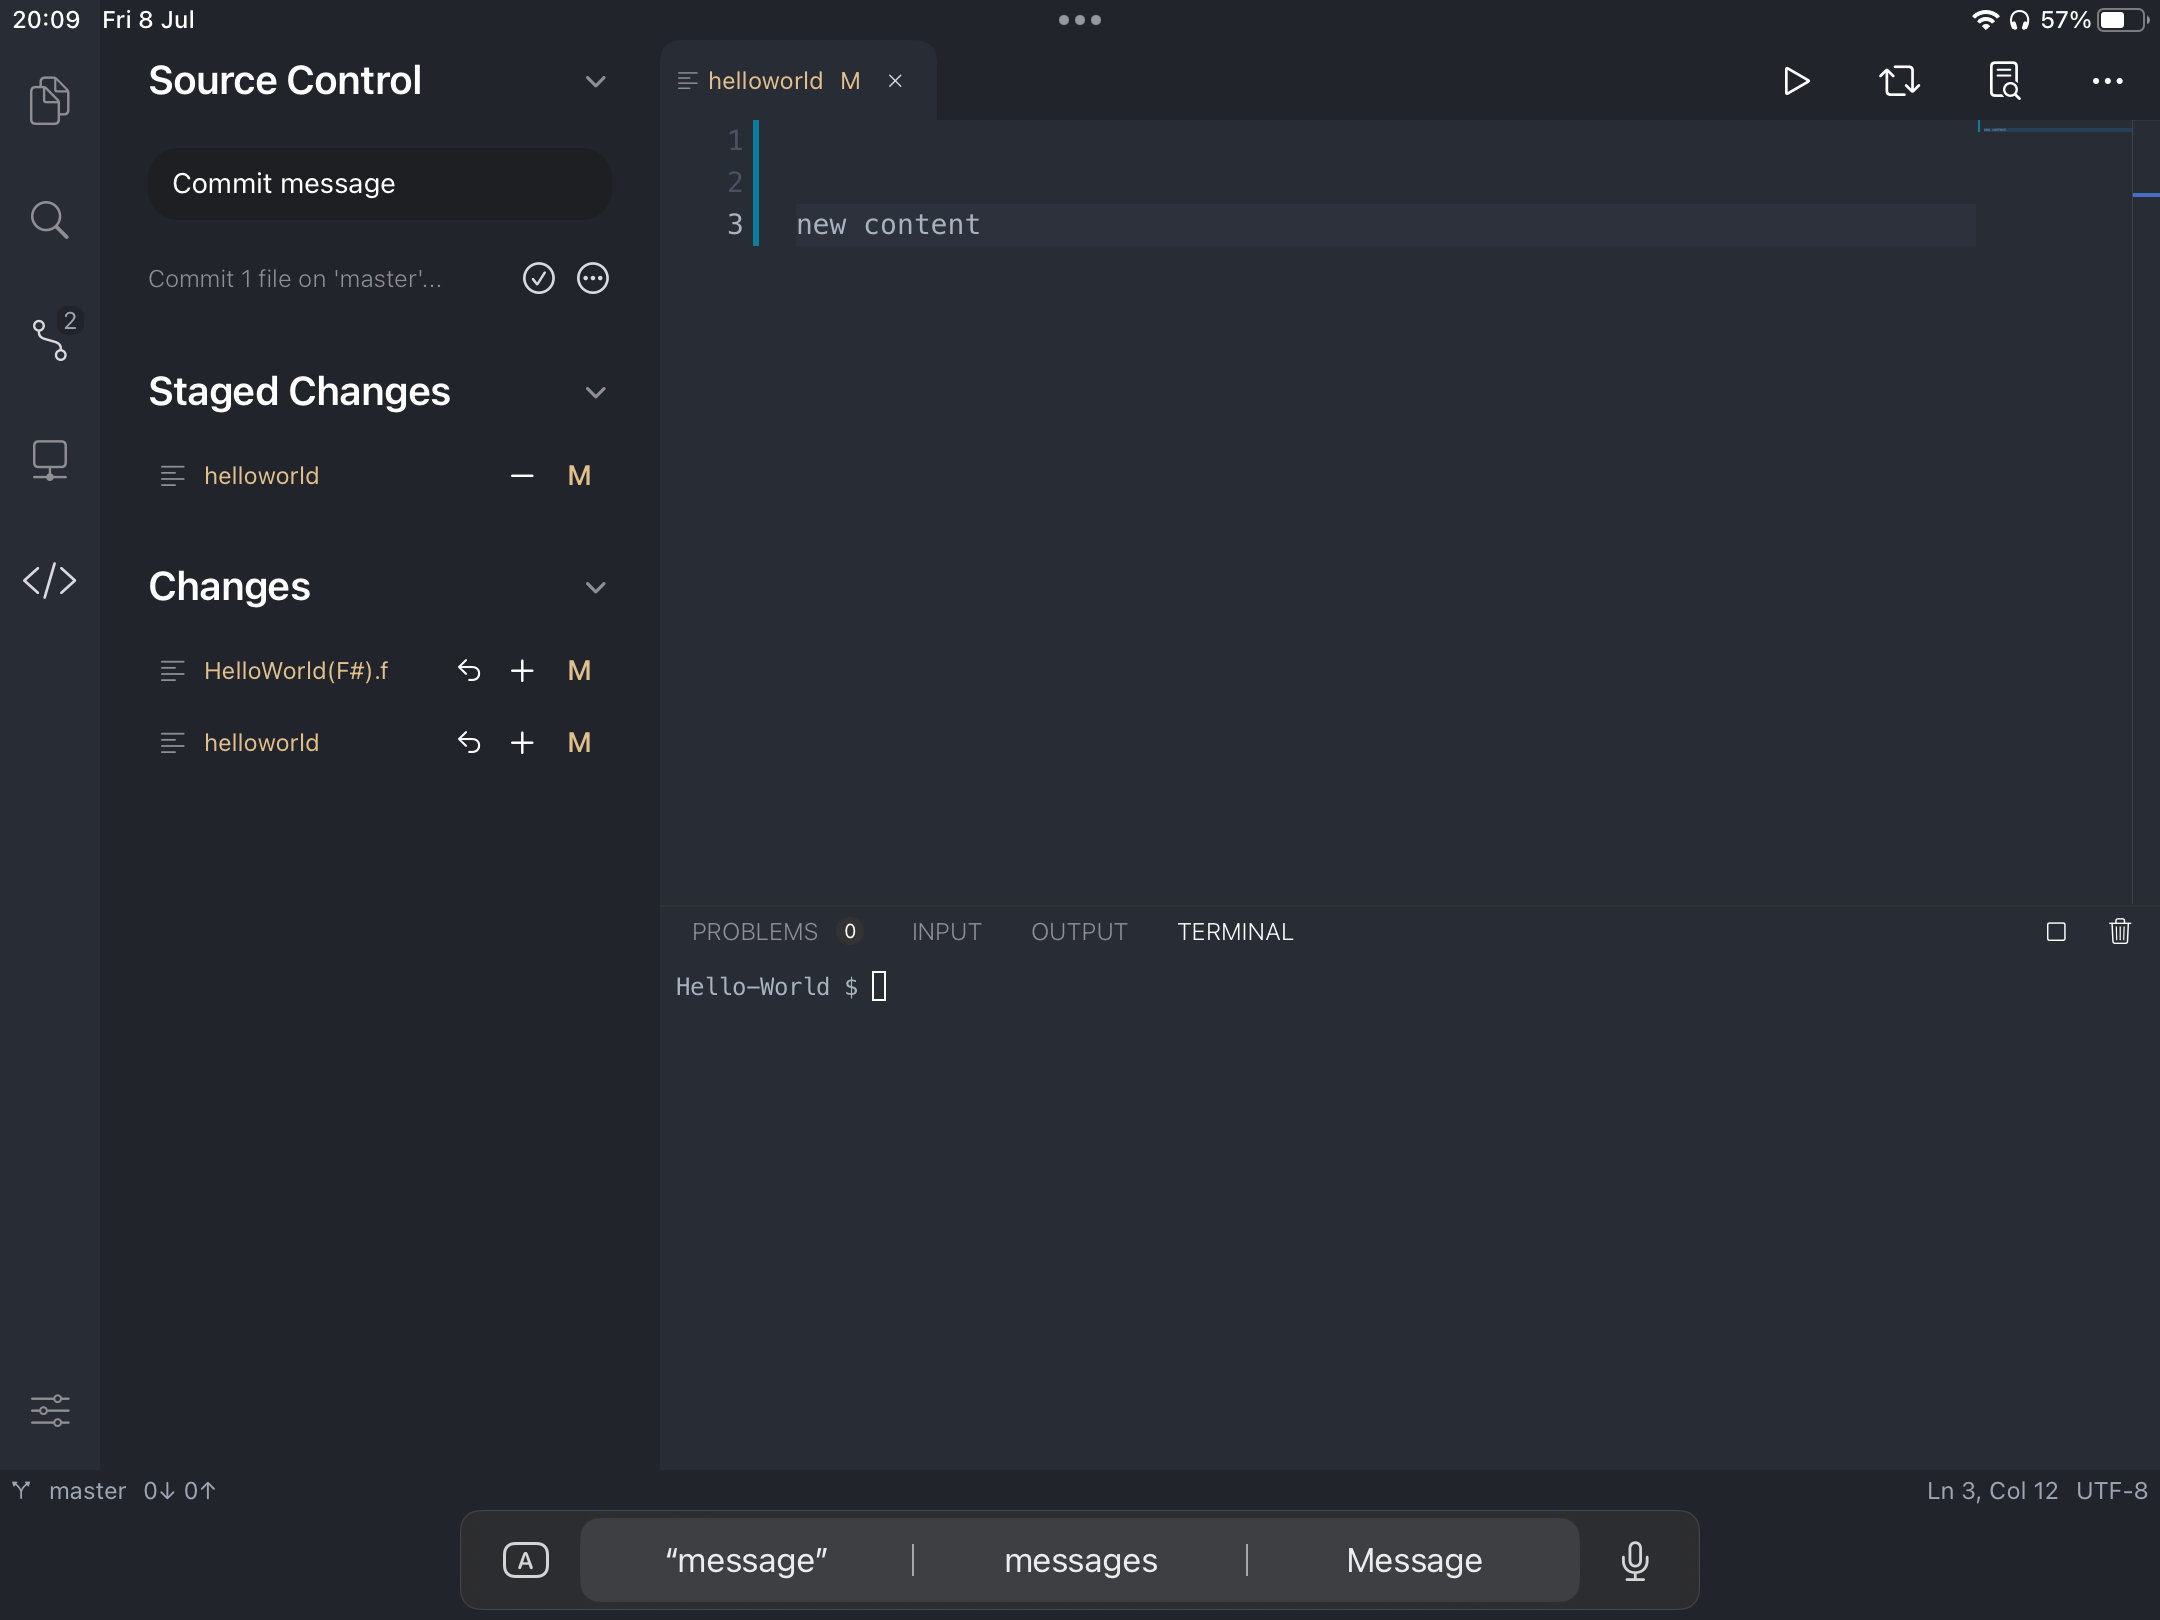 20:09 Fri 8 Jul
57%
Source Control
Commit message
Commit 1 file on 'master'...
2
Staged Changes
helloworld M
Changes
HelloWorld(F#).f M
helloworld M
helloworld M
1
2
3 new content
PROBLEMS 0 INPUT OUTPUT TERMINAL
Hello-World $
master 0↓ 0↑
Ln 3, Col 12 UTF-8
A “message” messages Message